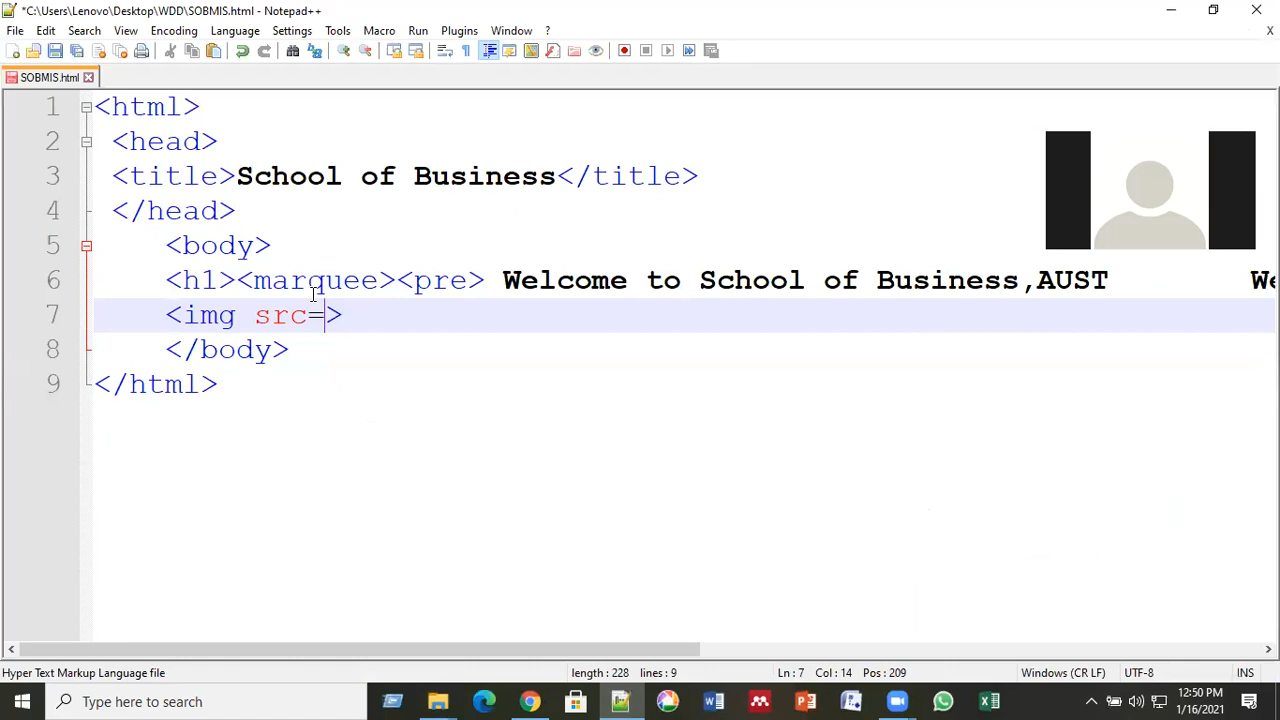 *C:\Users\Lenovo\Desktop\WDD\SOBMIS.html - Notepad++
File Edit Search View Encoding Language Settings Tools Macro Run Plugins Window ? X
SOBMIS.html
1 <html>
2 <head>
3 <title>School of Business</title>
4 </head>
5 <body>
6 <h1><marquee><pre> Welcome to School of Business,AUST We
7 <img src=>
8 </body>
9 </html>
Hyper Text Markup Language file length : 228 lines : 9 Ln : 7 Col : 14 Pos : 209 Windows (CR LF) UTF-8 INS
Type here to search 12:50 PM
1/16/2021